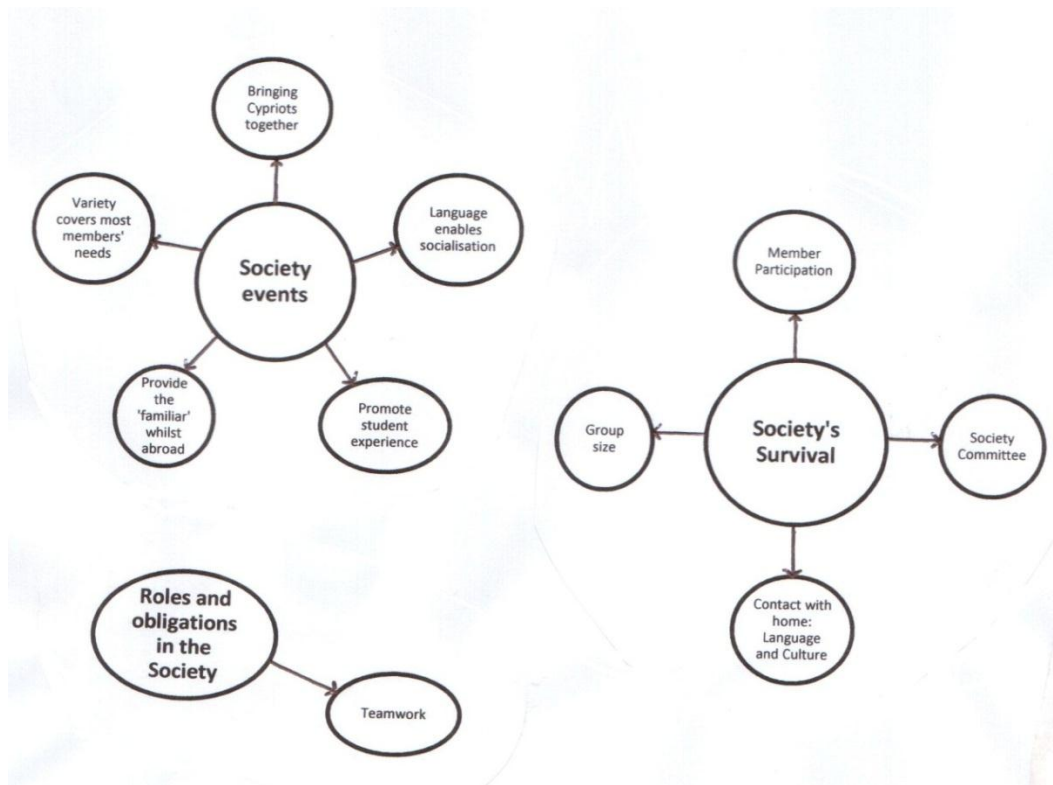 Bringing
Cypriots
together
Variety
covers most
members'
needs
Language
enables
socialisation
Society
events
Provide
the
'familiar'
whilst
abroad
Promote
student
experience
Member
Participation
Group
size
Society's
Survival
Society
Committee
Contact with
home:
Language
and Culture
Roles and
obligations
in the
Society
Teamwork